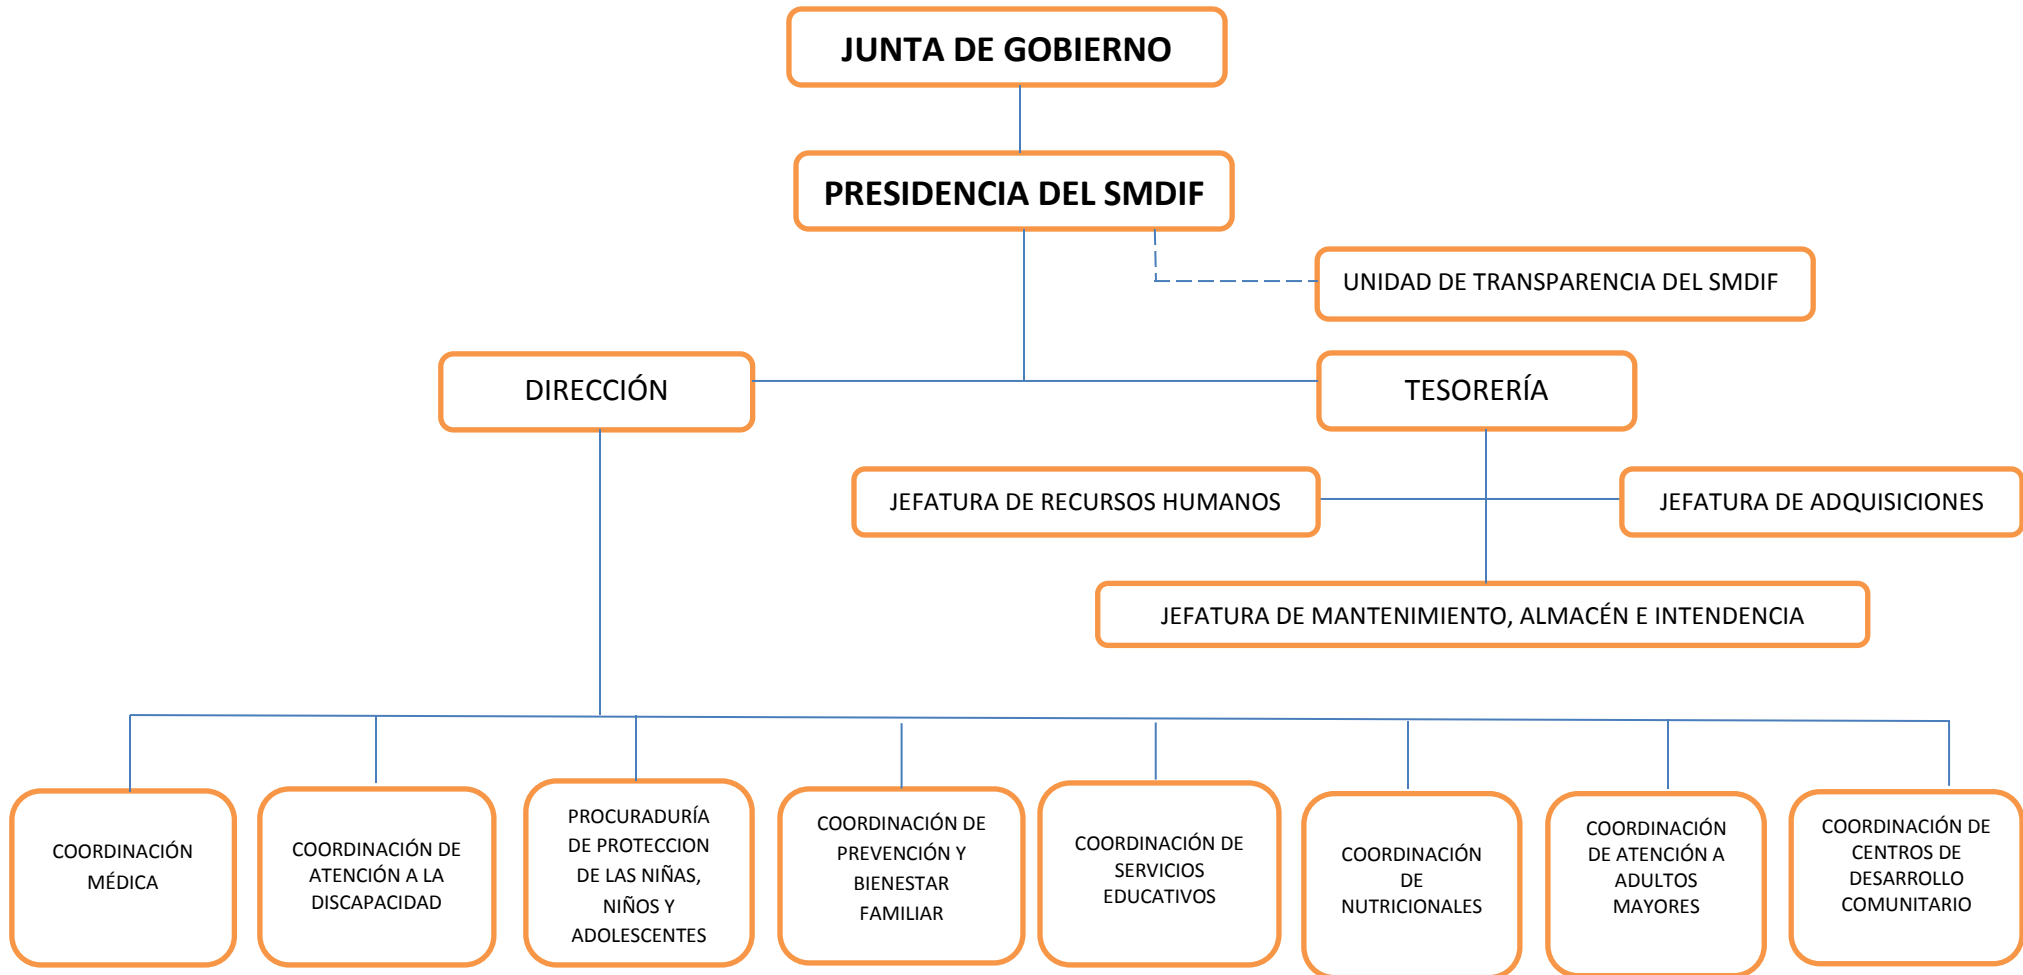 JUNTA DE GOBIERNO
PRESIDENCIA DEL SMDIF
UNIDAD DE TRANSPARENCIA DEL SMDIF
DIRECCIÓN
TESORERÍA
JEFATURA DE RECURSOS HUMANOS
JEFATURA DE ADQUISICIONES
JEFATURA DE MANTENIMIENTO, ALMACÉN E INTENDENCIA
COORDINACIÓN
MÉDICA
COORDINACIÓN DE
ATENCIÓN A LA
DISCAPACIDAD
PROCURADURÍA
DE PROTECCION
DE LAS NIÑAS,
NIÑOS Y
ADOLESCENTES
COORDINACIÓN DE
PREVENCIÓN Y
BIENESTAR
FAMILIAR
COORDINACIÓN DE
SERVICIOS
EDUCATIVOS
COORDINACIÓN
DE
NUTRICIONALES
COORDINACIÓN
DE ATENCIÓN A
ADULTOS
MAYORES
COORDINACIÓN DE
CENTROS DE
DESARROLLO
COMUNITARIO